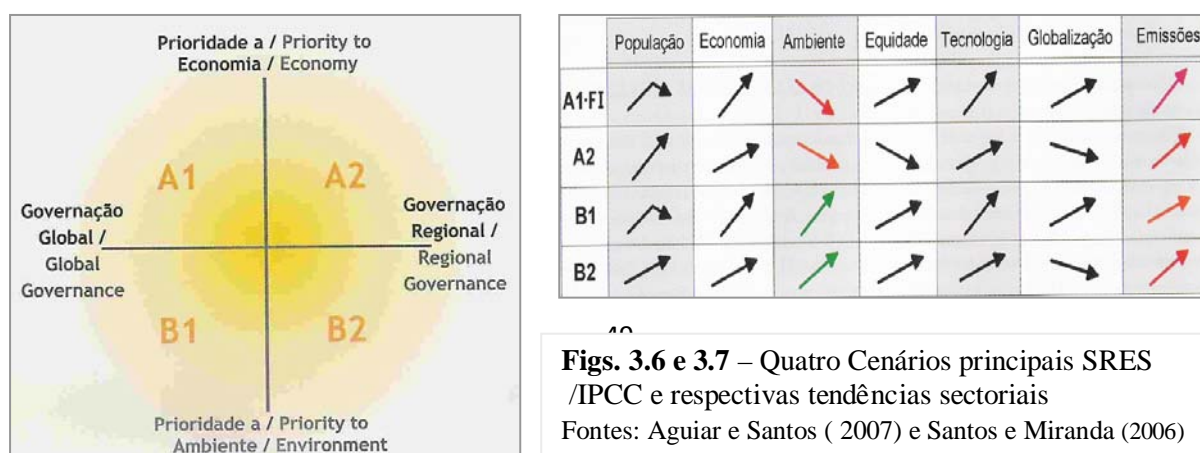 Prioridade a / Priority to
Economia / Economy
A1 A2
Governação
Global /
Global
Governance
Governação
Regional /
Regional
Governance
B1 B2
Prioridade a / Priority to
Ambiente / Environment
População Economia Ambiente Equidade Tecnologia Globalização Emissões
A1-FI
A2
B1
B2
Figs. 3.6 e 3.7 – Quatro Cenários principais SRES
/IPCC e respectivas tendências sectoriais
Fontes: Aguiar e Santos ( 2007) e Santos e Miranda (2006)